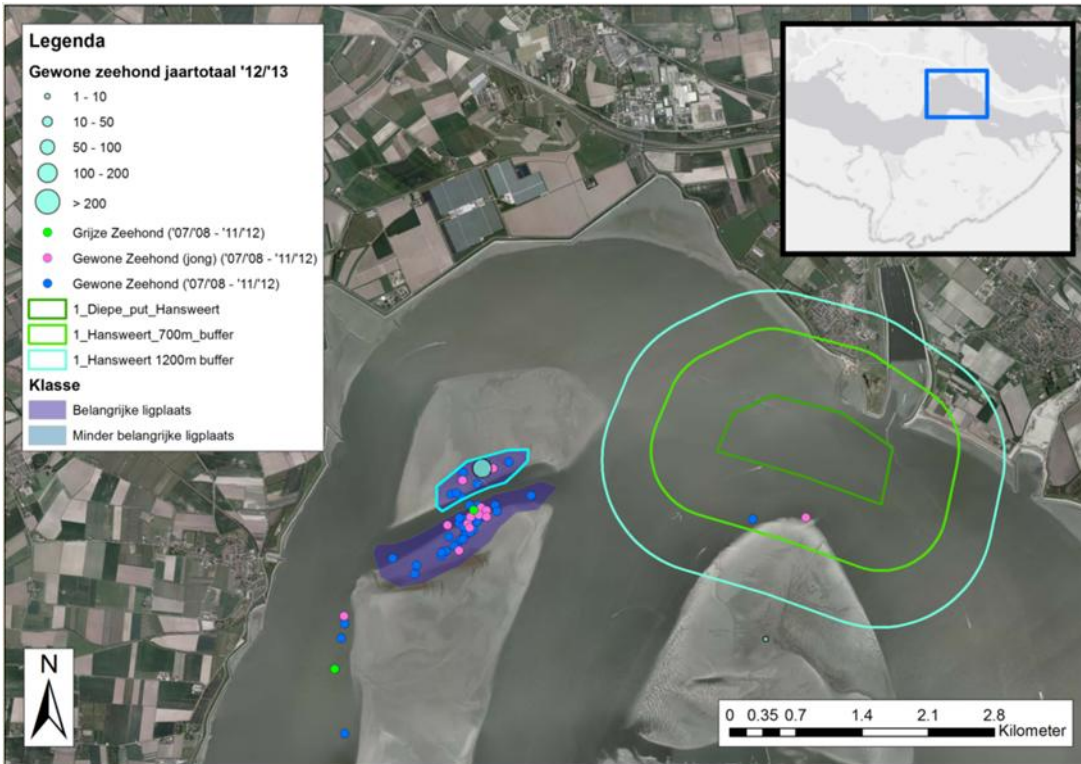 Legenda
Gewone zeehond jaartotaal '12/'13
1 - 10
10 - 50
50 - 100
100 - 200
> 200
Grijze Zeehond ('07/'08 - '11/'12)
Gewone Zeehond (jong) ('07/'08 - '11/'12)
Gewone Zeehond ('07/'08 - '11/'12)
1_Diepe_put_Hansweert
1_Hansweert_700m_buffer
1_Hansweert 1200m buffer
Klasse
Belangrijke ligplaats
Minder belangrijke ligplaats
N
0 0.35 0.7 1.4 2.1 2.8
Kilometer